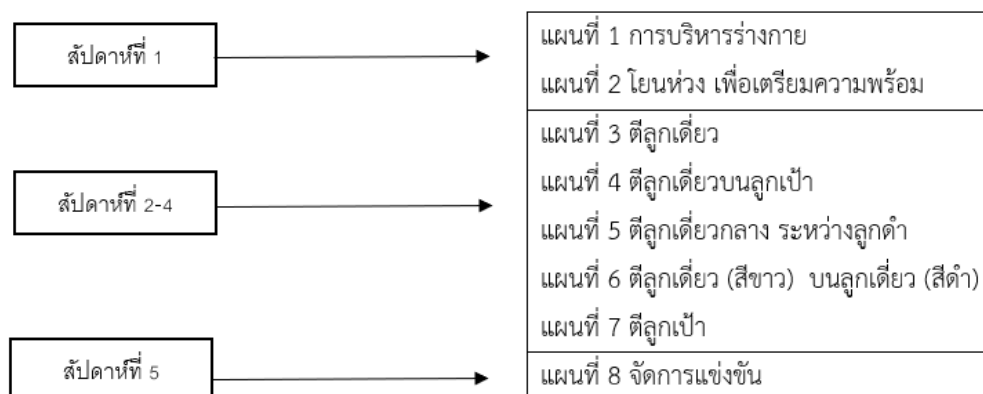 สัปดาห์ที่ 1
แผนที่ 1 การบริหารร่างกาย
แผนที่ 2 โยนห่วง เพื่อเตรียมความพร้อม
สัปดาห์ที่ 2-4
แผนที่ 3 ตีลูกเดี่ยว
แผนที่ 4 ตีลูกเดี่ยวบนลูกเป้า
แผนที่ 5 ตีลูกเดี่ยวกลาง ระหว่างลูกดำ
แผนที่ 6 ตีลูกเดี่ยว (สีขาว) บนลูกเดี่ยว (สีดำ)
แผนที่ 7 ตีลูกเป้า
สัปดาห์ที่ 5
แผนที่ 8 จัดการแข่งขัน